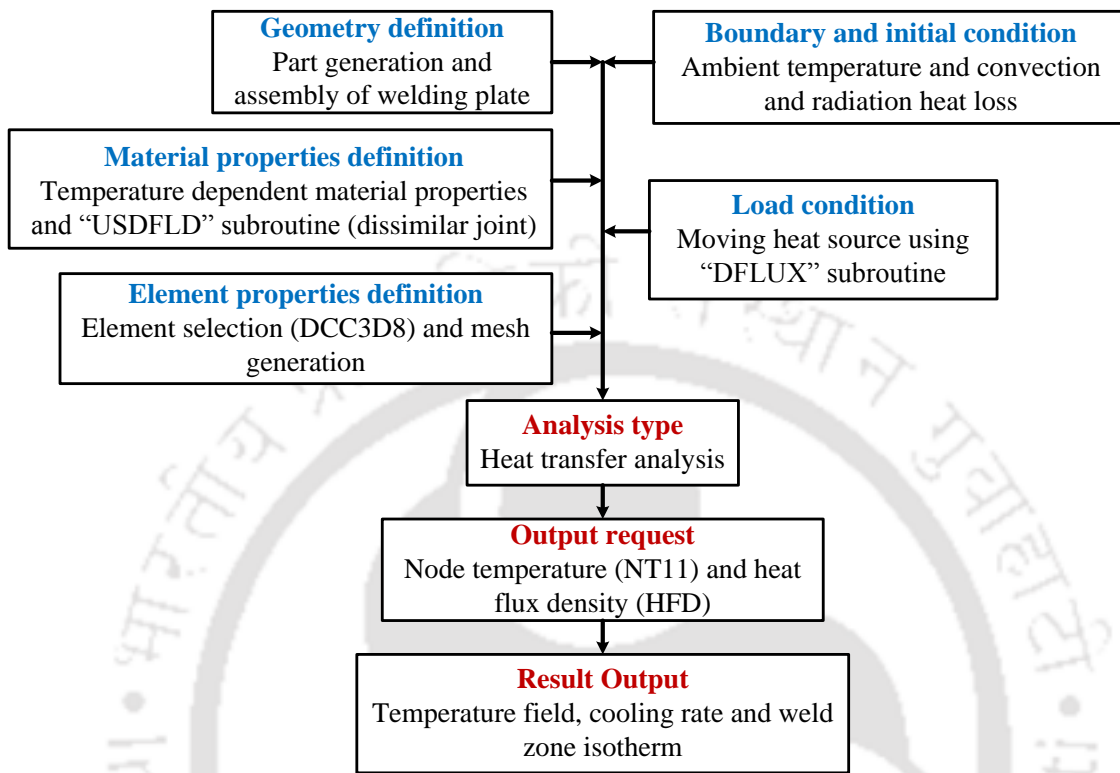 Geometry definition
Part generation and
assembly of welding plate
Boundary and initial condition
Ambient temperature and convection
and radiation heat loss
Material properties definition
Temperature dependent material properties
and “USDFLD” subroutine (dissimilar joint)
Load condition
Moving heat source using
“DFLUX” subroutine
Element properties definition
Element selection (DCC3D8) and mesh
generation
Analysis type
Heat transfer analysis
Output request
Node temperature (NT11) and heat
flux density (HFD)
Result Output
Temperature field, cooling rate and weld
zone isotherm